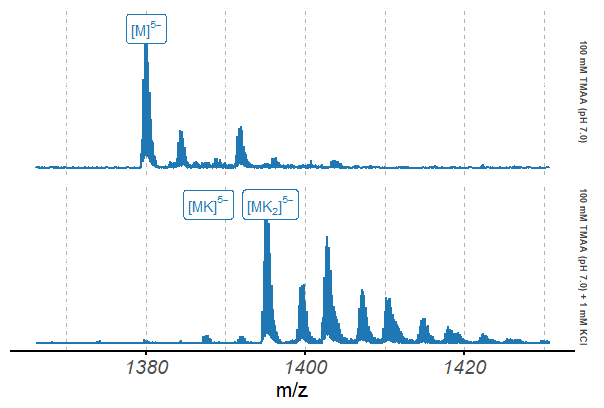 [M]⁵⁻
100 mM TMAA (pH 7.0)
[MK]⁵⁻
[MK₂]⁵⁻
100 mM TMAA (pH 7.0) + 1 mM KCl
1380
1400
1420
m/z